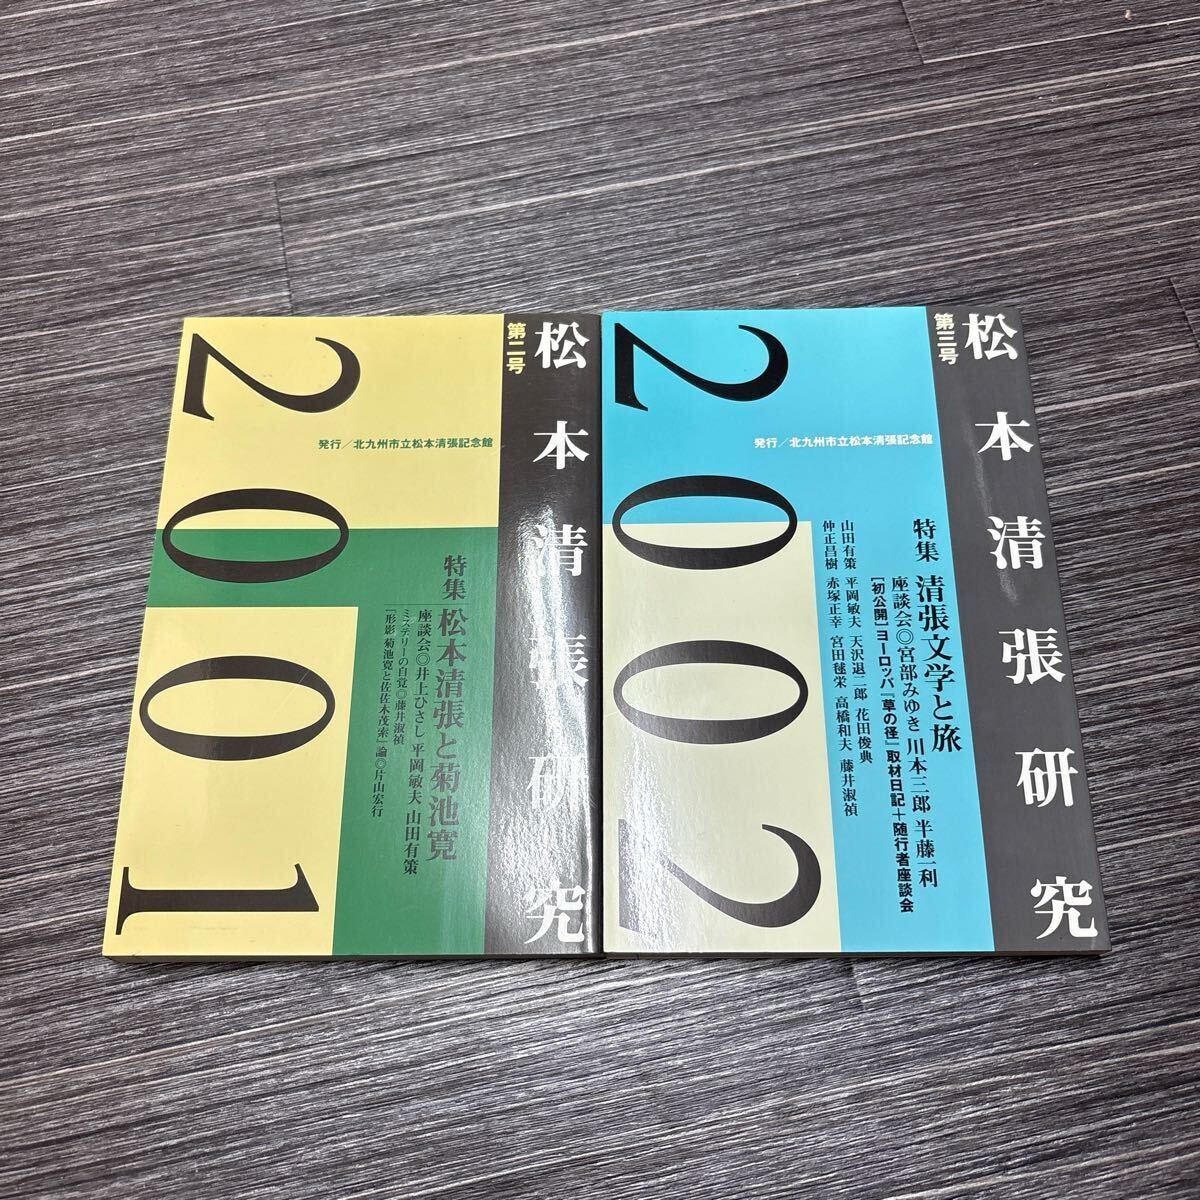 松本清張研究
第二号
2001
発行／北九州市立松本清張記念館
特集 松本清張と菊池寛
座談会◎井上ひさし 平岡敏夫 山田有策
ミステリーの自覚◎藤井淑禎
「形影 菊池寛と佐佐木茂索」論◎片山宏行
松本清張研究
第三号
2002
発行／北九州市立松本清張記念館
特集 清張文学と旅
座談会◎宮部みゆき 川本三郎 半藤一利
［初公開］ヨーロッパ『草の径』取材日記＋随行者座談会
山田有策 平岡敏夫 天沢退二郎 花田俊典
仲正昌樹 赤塚正幸 宮田毬栄 高橋和夫 藤井淑禎